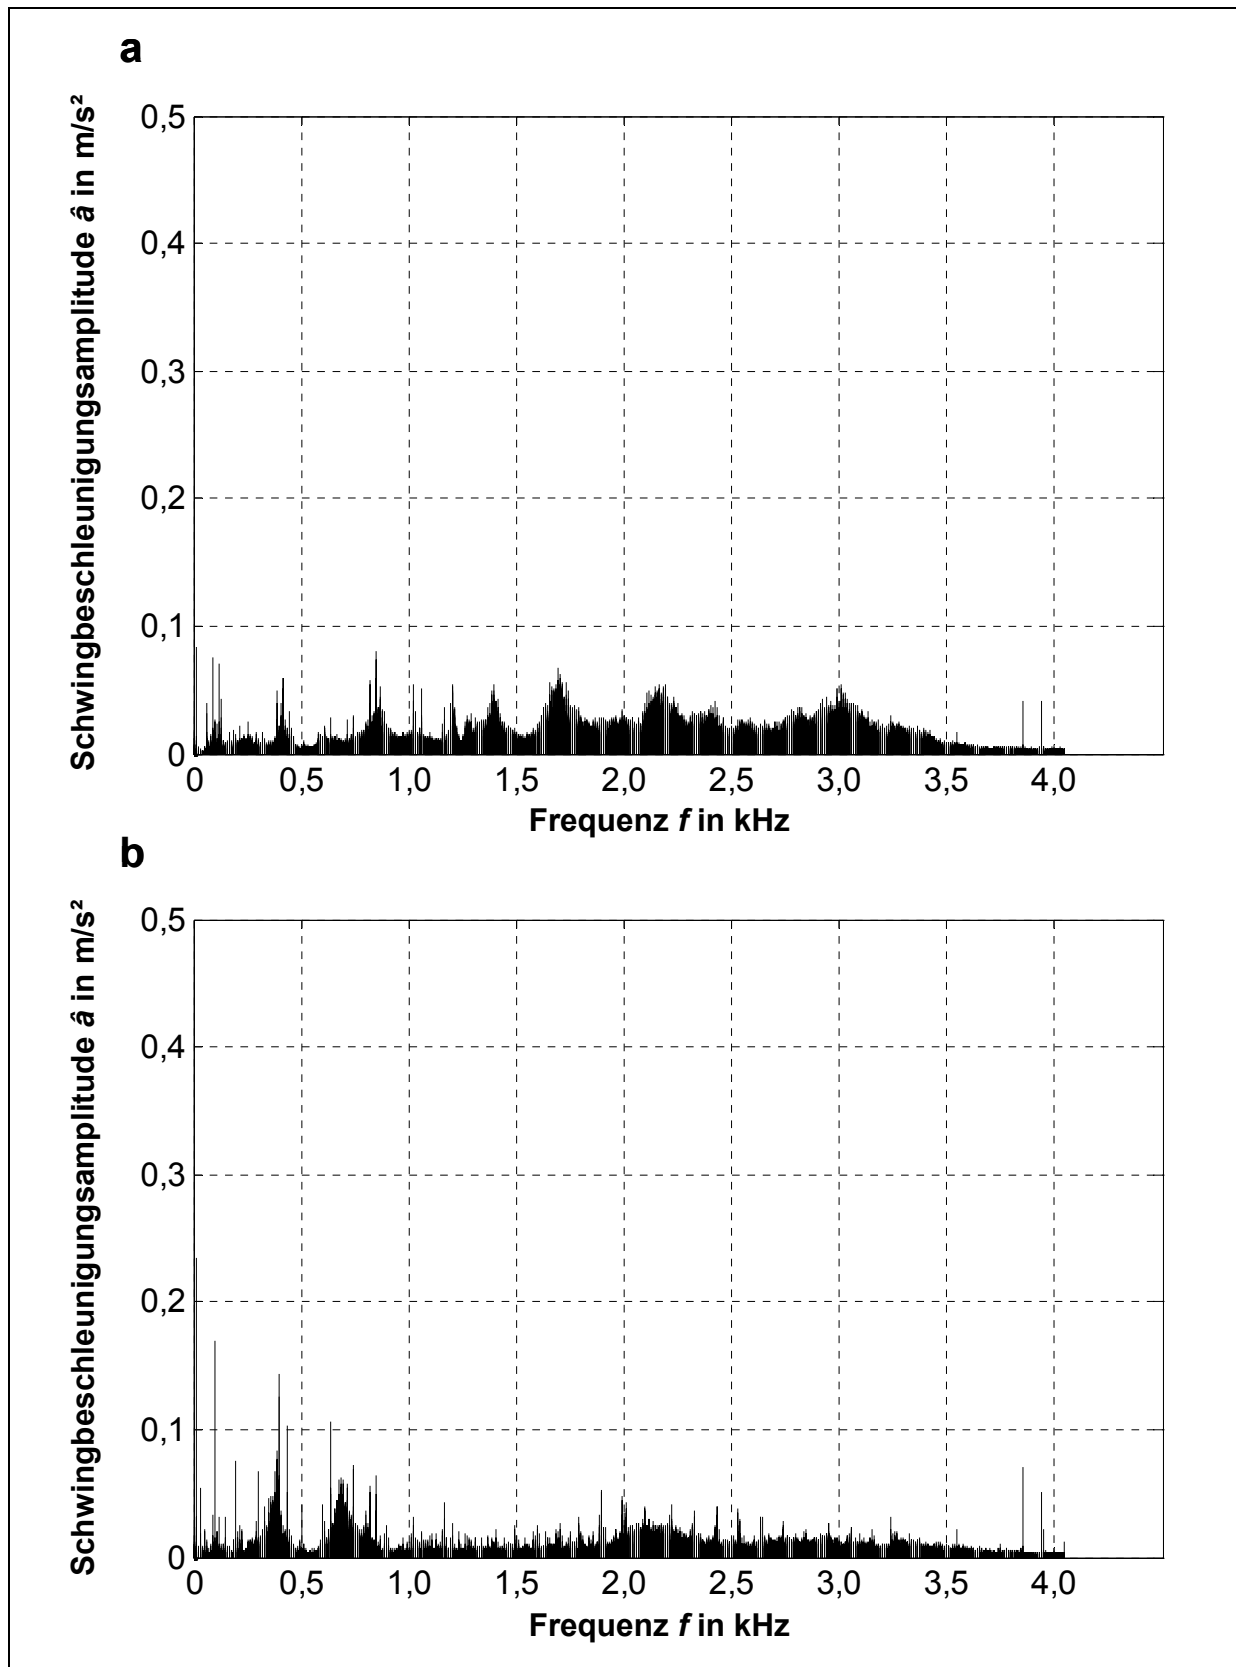 a
Schwingbeschleunigungsamplitude â in m/s²
0,5
0,4
0,3
0,2
0,1
0
0 0,5 1,0 1,5 2,0 2,5 3,0 3,5 4,0
Frequenz f in kHz
b
Schwingbeschleunigungsamplitude â in m/s²
0,5
0,4
0,3
0,2
0,1
0
0 0,5 1,0 1,5 2,0 2,5 3,0 3,5 4,0
Frequenz f in kHz